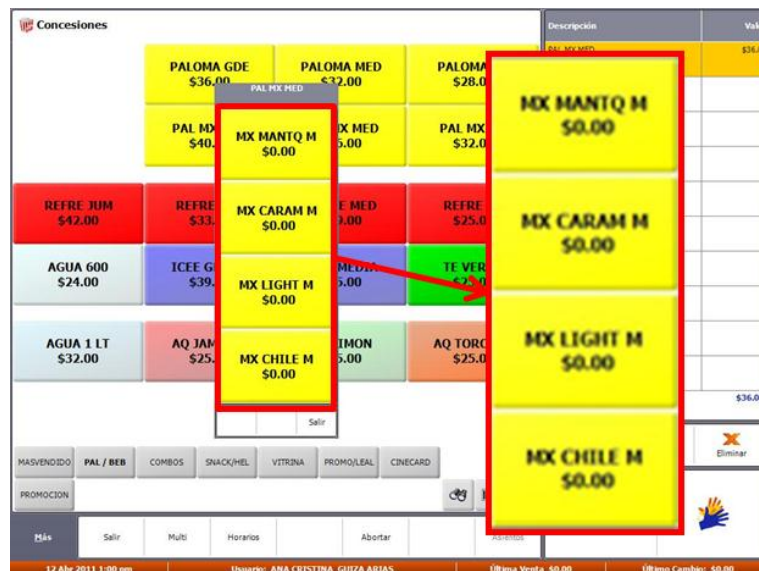 Concesiones
Descripción
PAL MX MED $36.0
PALOMA GDE
$36.00
PALOMA MED
$32.00
PALOMA
$28.0
PAL MX MED
PAL MX
$40.
MX MED
PAL MX
$32.0
MX MANTQ M
$0.00
MX CARAM M
$0.00
MX LIGHT M
$0.00
MX CHILE M
$0.00
Salir
MX MANTQ M
$0.00
MX CARAM M
$0.00
MX LIGHT M
$0.00
MX CHILE M
$0.00
REFRE JUM
$42.00
REFRE
$33.
E MED
REFRE
$25.0
AGUA 600
$24.00
ICEE G
$39.
MEDIA
TE VER
AGUA 1 LT
$32.00
AQ JAM
$25.
IMON
AQ TORO
$25.0
$36.0
Eliminar
MASVENDIDO
PAL / BEB
COMBOS
SNACK/HEL
VITRINA
PROMO/LEAL
CINECARD
PROMOCION
Más
Salir
Multi
Horarios
Abortar
Asientos
12 Abr 2011 1:00 pm
Usuario: ANA CRISTINA GUIZA ARIAS
Última Venta $0.00
Último Cambio: $0.00